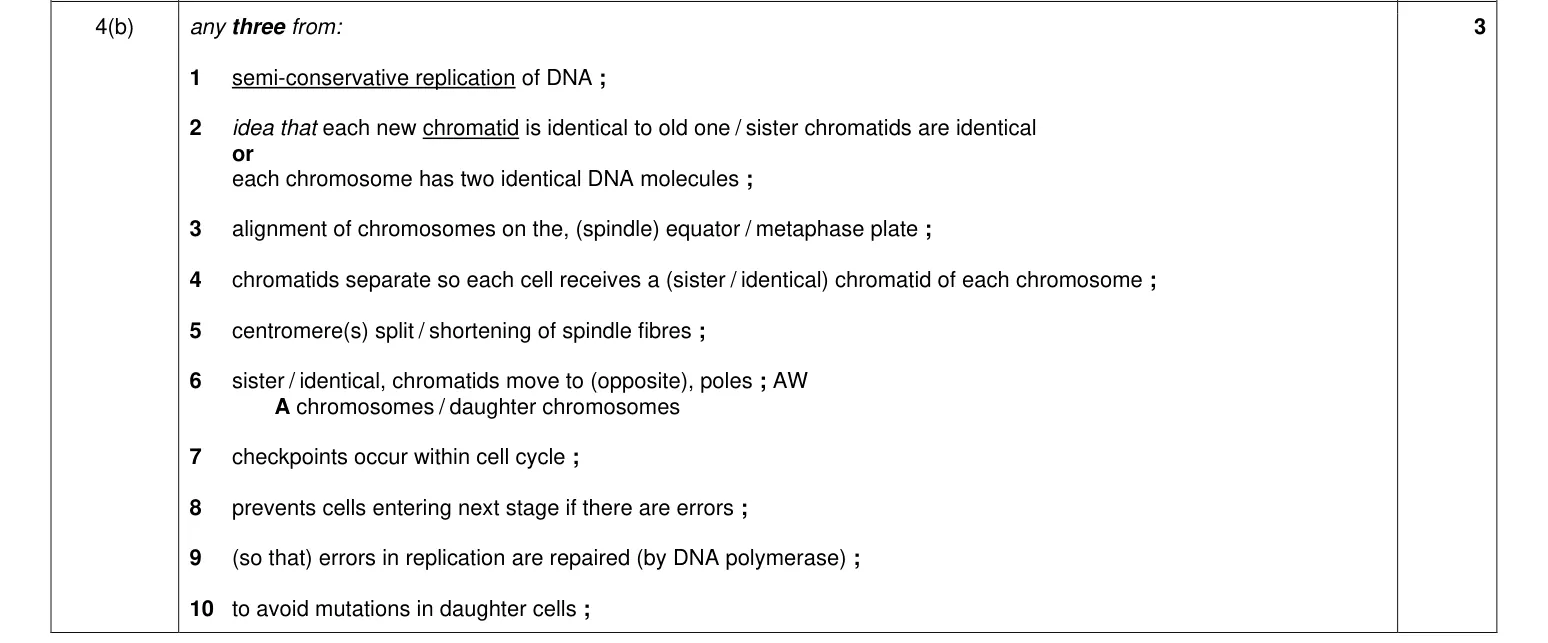 4(b) any three from: 3
1 semi-conservative replication of DNA ;
2 idea that each new chromatid is identical to old one / sister chromatids are identical
or
each chromosome has two identical DNA molecules ;
3 alignment of chromosomes on the, (spindle) equator / metaphase plate ;
4 chromatids separate so each cell receives a (sister / identical) chromatid of each chromosome ;
5 centromere(s) split / shortening of spindle fibres ;
6 sister / identical, chromatids move to (opposite), poles ; AW
A chromosomes / daughter chromosomes
7 checkpoints occur within cell cycle ;
8 prevents cells entering next stage if there are errors ;
9 (so that) errors in replication are repaired (by DNA polymerase) ;
10 to avoid mutations in daughter cells ;